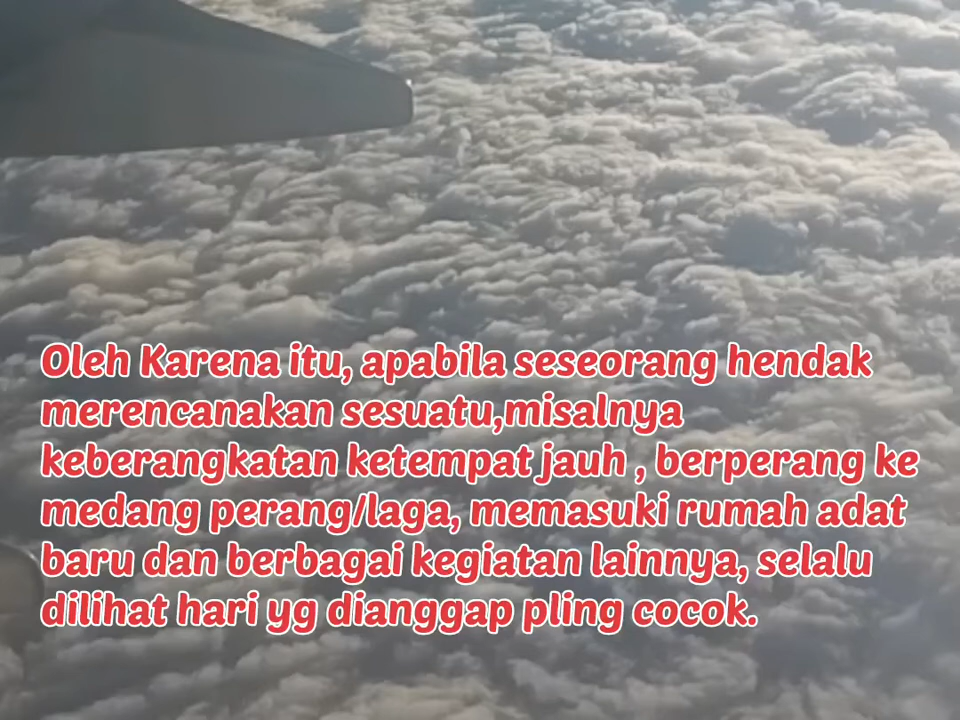 Oleh Karena itu, apabila seseorang hendak
merencanakan sesuatu,misalnya
keberangkatan ketempat jauh , berperang ke
medang perang/laga, memasuki rumah adat
baru dan berbagai kegiatan lainnya, selalu
dilihat hari yg dianggap pling cocok.